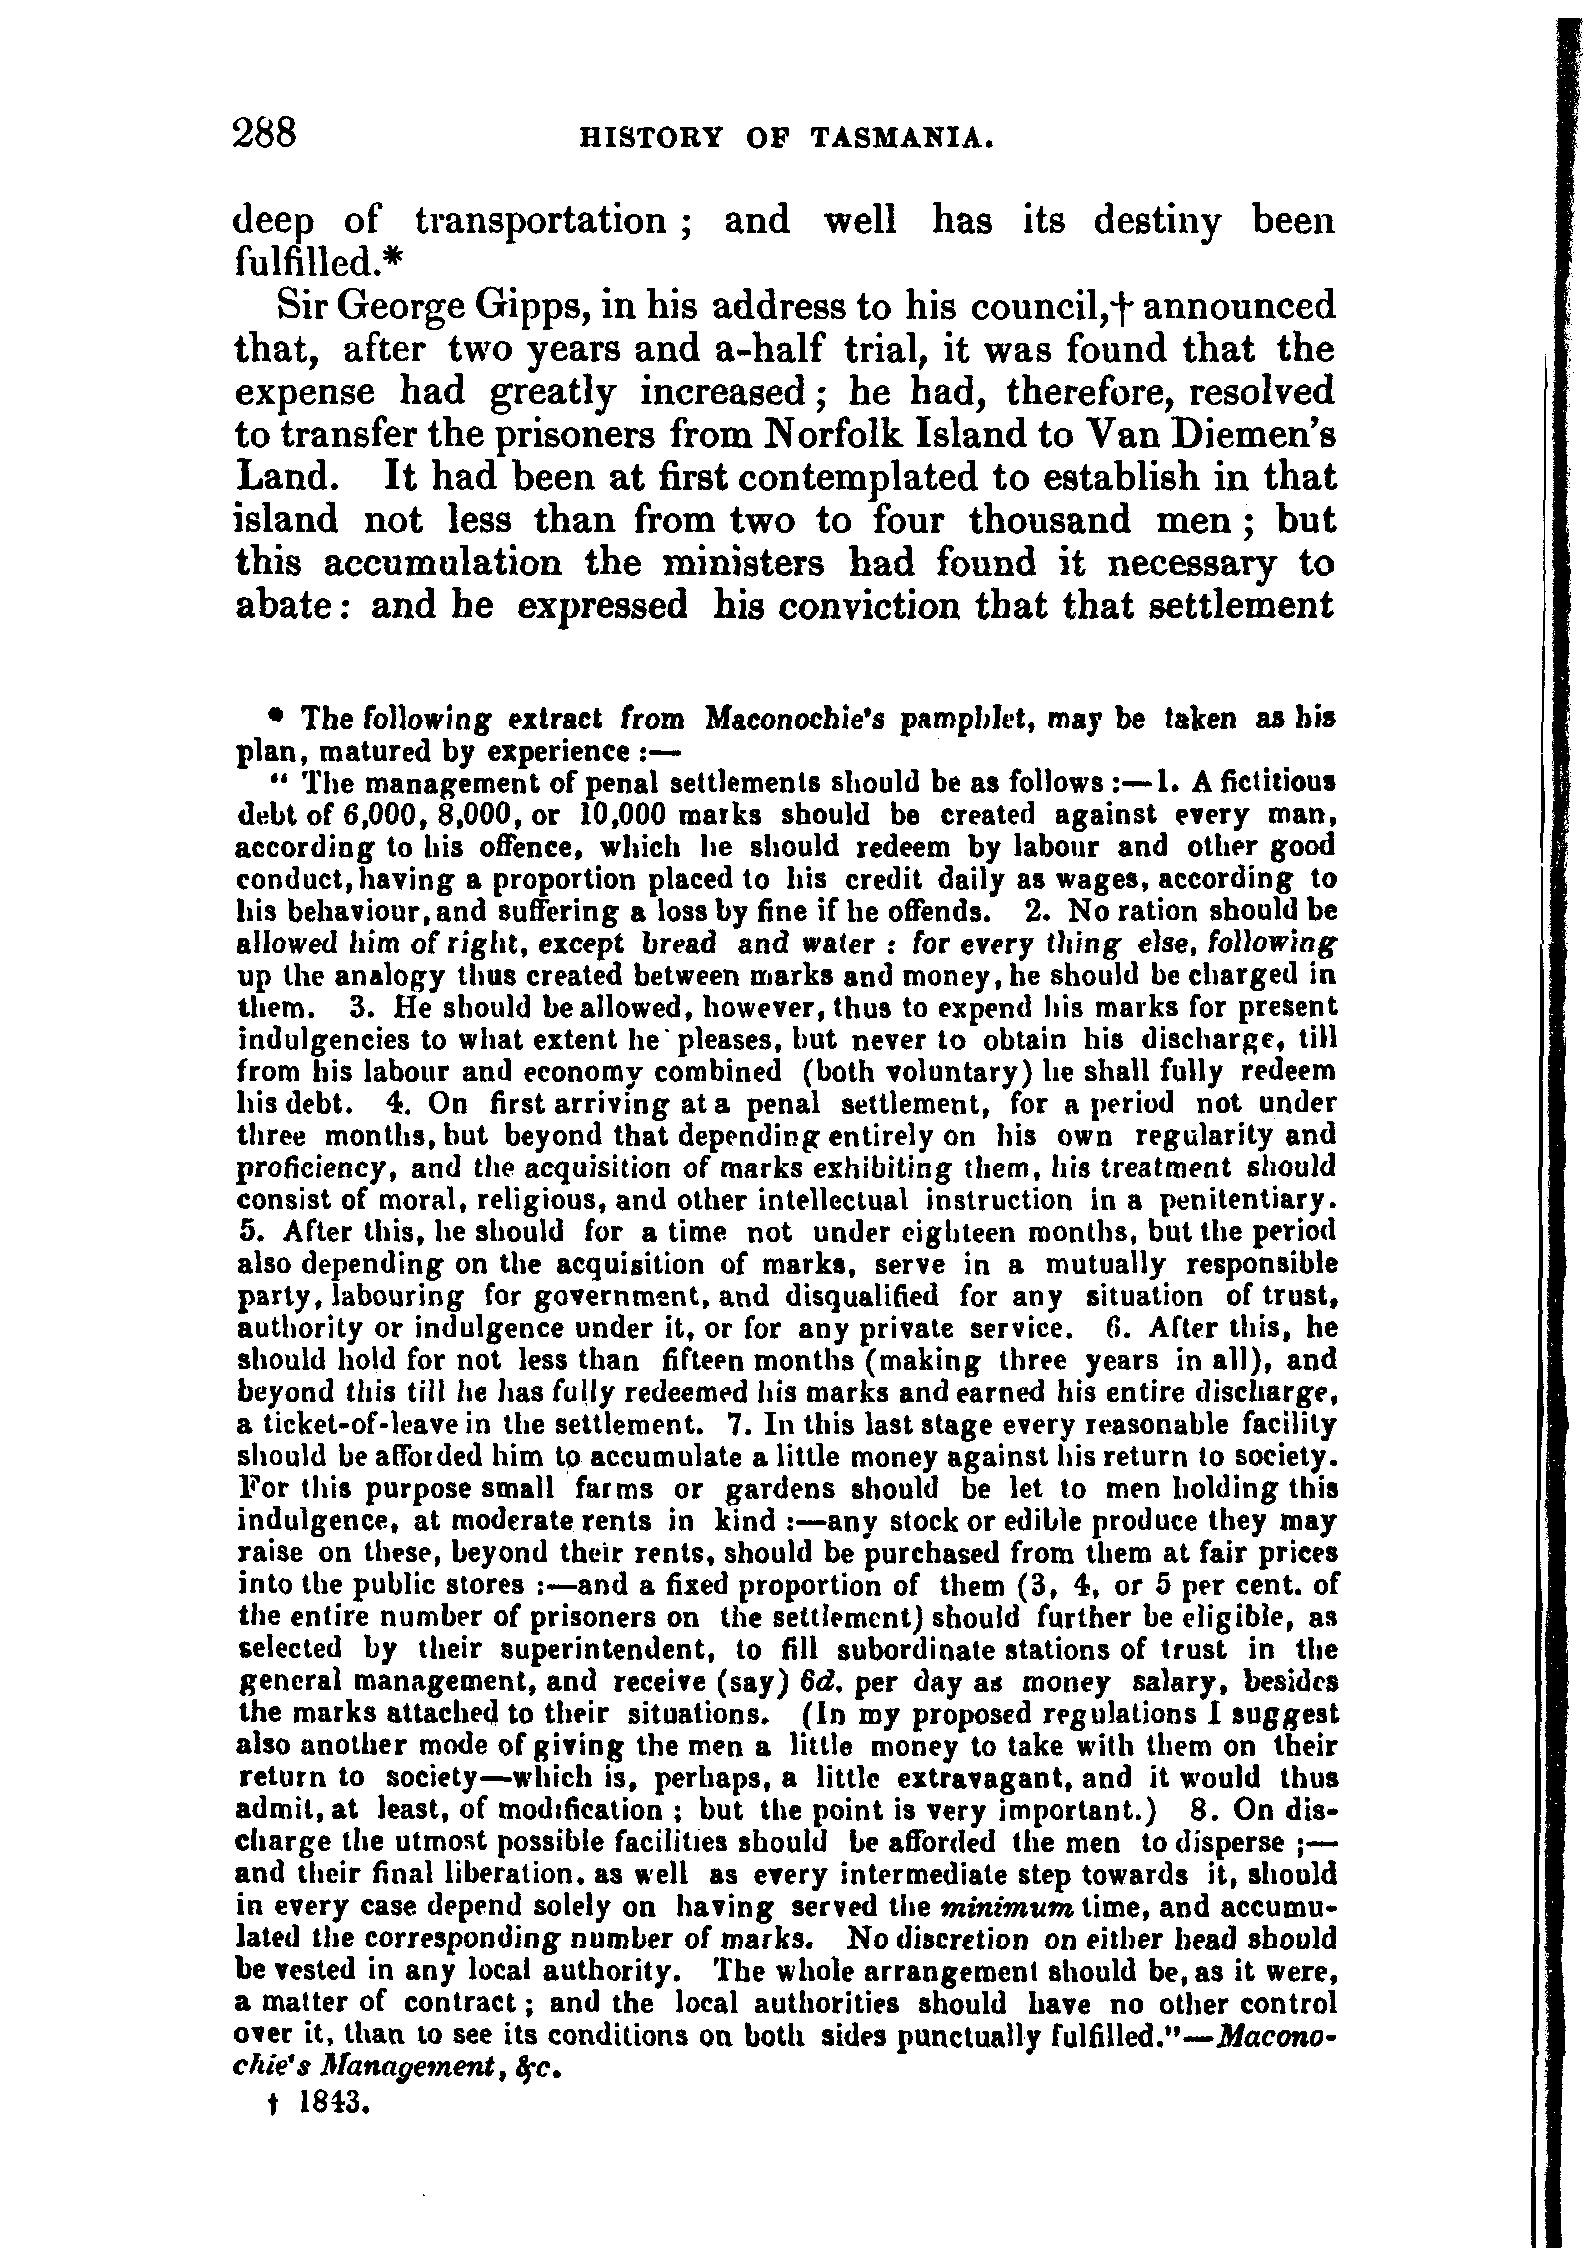 288 HISTORY OF TASMANIA.
deep of transportation ; and well has its destiny been
fulfilled.*
Sir George Gipps, in his address to his council,† announced
that, after two years and a-half trial, it was found that the
expense had greatly increased ; he had, therefore, resolved
to transfer the prisoners from Norfolk Island to Van Diemen's
Land. It had been at first contemplated to establish in that
island not less than from two to four thousand men ; but
this accumulation the ministers had found it necessary to
abate : and he expressed his conviction that that settlement
* The following extract from Maconochie's pamphlet, may be taken as his
plan, matured by experience :—
" The management of penal settlements should be as follows :—1. A fictitious
debt of 6,000, 8,000, or 10,000 marks should be created against every man,
according to his offence, which he should redeem by labour and other good
conduct, having a proportion placed to his credit daily as wages, according to
his behaviour, and suffering a loss by fine if he offends. 2. No ration should be
allowed him of right, except bread and water : for every thing else, following
up the analogy thus created between marks and money, he should be charged in
them. 3. He should be allowed, however, thus to expend his marks for present
indulgencies to what extent he pleases, but never to obtain his discharge, till
from his labour and economy combined (both voluntary) he shall fully redeem
his debt. 4. On first arriving at a penal settlement, for a period not under
three months, but beyond that depending entirely on his own regularity and
proficiency, and the acquisition of marks exhibiting them, his treatment should
consist of moral, religious, and other intellectual instruction in a penitentiary.
5. After this, he should for a time not under eighteen months, but the period
also depending on the acquisition of marks, serve in a mutually responsible
party, labouring for government, and disqualified for any situation of trust,
authority or indulgence under it, or for any private service. 6. After this, he
should hold for not less than fifteen months (making three years in all), and
beyond this till he has fully redeemed his marks and earned his entire discharge,
a ticket-of-leave in the settlement. 7. In this last stage every reasonable facility
should be afforded him to accumulate a little money against his return to society.
For this purpose small farms or gardens should be let to men holding this
indulgence, at moderate rents in kind :—any stock or edible produce they may
raise on these, beyond their rents, should be purchased from them at fair prices
into the public stores :—and a fixed proportion of them (3, 4, or 5 per cent. of
the entire number of prisoners on the settlement) should further be eligible, as
selected by their superintendent, to fill subordinate stations of trust in the
general management, and receive (say) 6d. per day as money salary, besides
the marks attached to their situations. (In my proposed regulations I suggest
also another mode of giving the men a little money to take with them on their
return to society—which is, perhaps, a little extravagant, and it would thus
admit, at least, of modification ; but the point is very important.) 8. On dis-
charge the utmost possible facilities should be afforded the men to disperse ;—
and their final liberation, as well as every intermediate step towards it, should
in every case depend solely on having served the minimum time, and accumu-
lated the corresponding number of marks. No discretion on either head should
be vested in any local authority. The whole arrangement should be, as it were,
a matter of contract ; and the local authorities should have no other control
over it, than to see its conditions on both sides punctually fulfilled."—Macono-
chie's Management, &c.
† 1843.